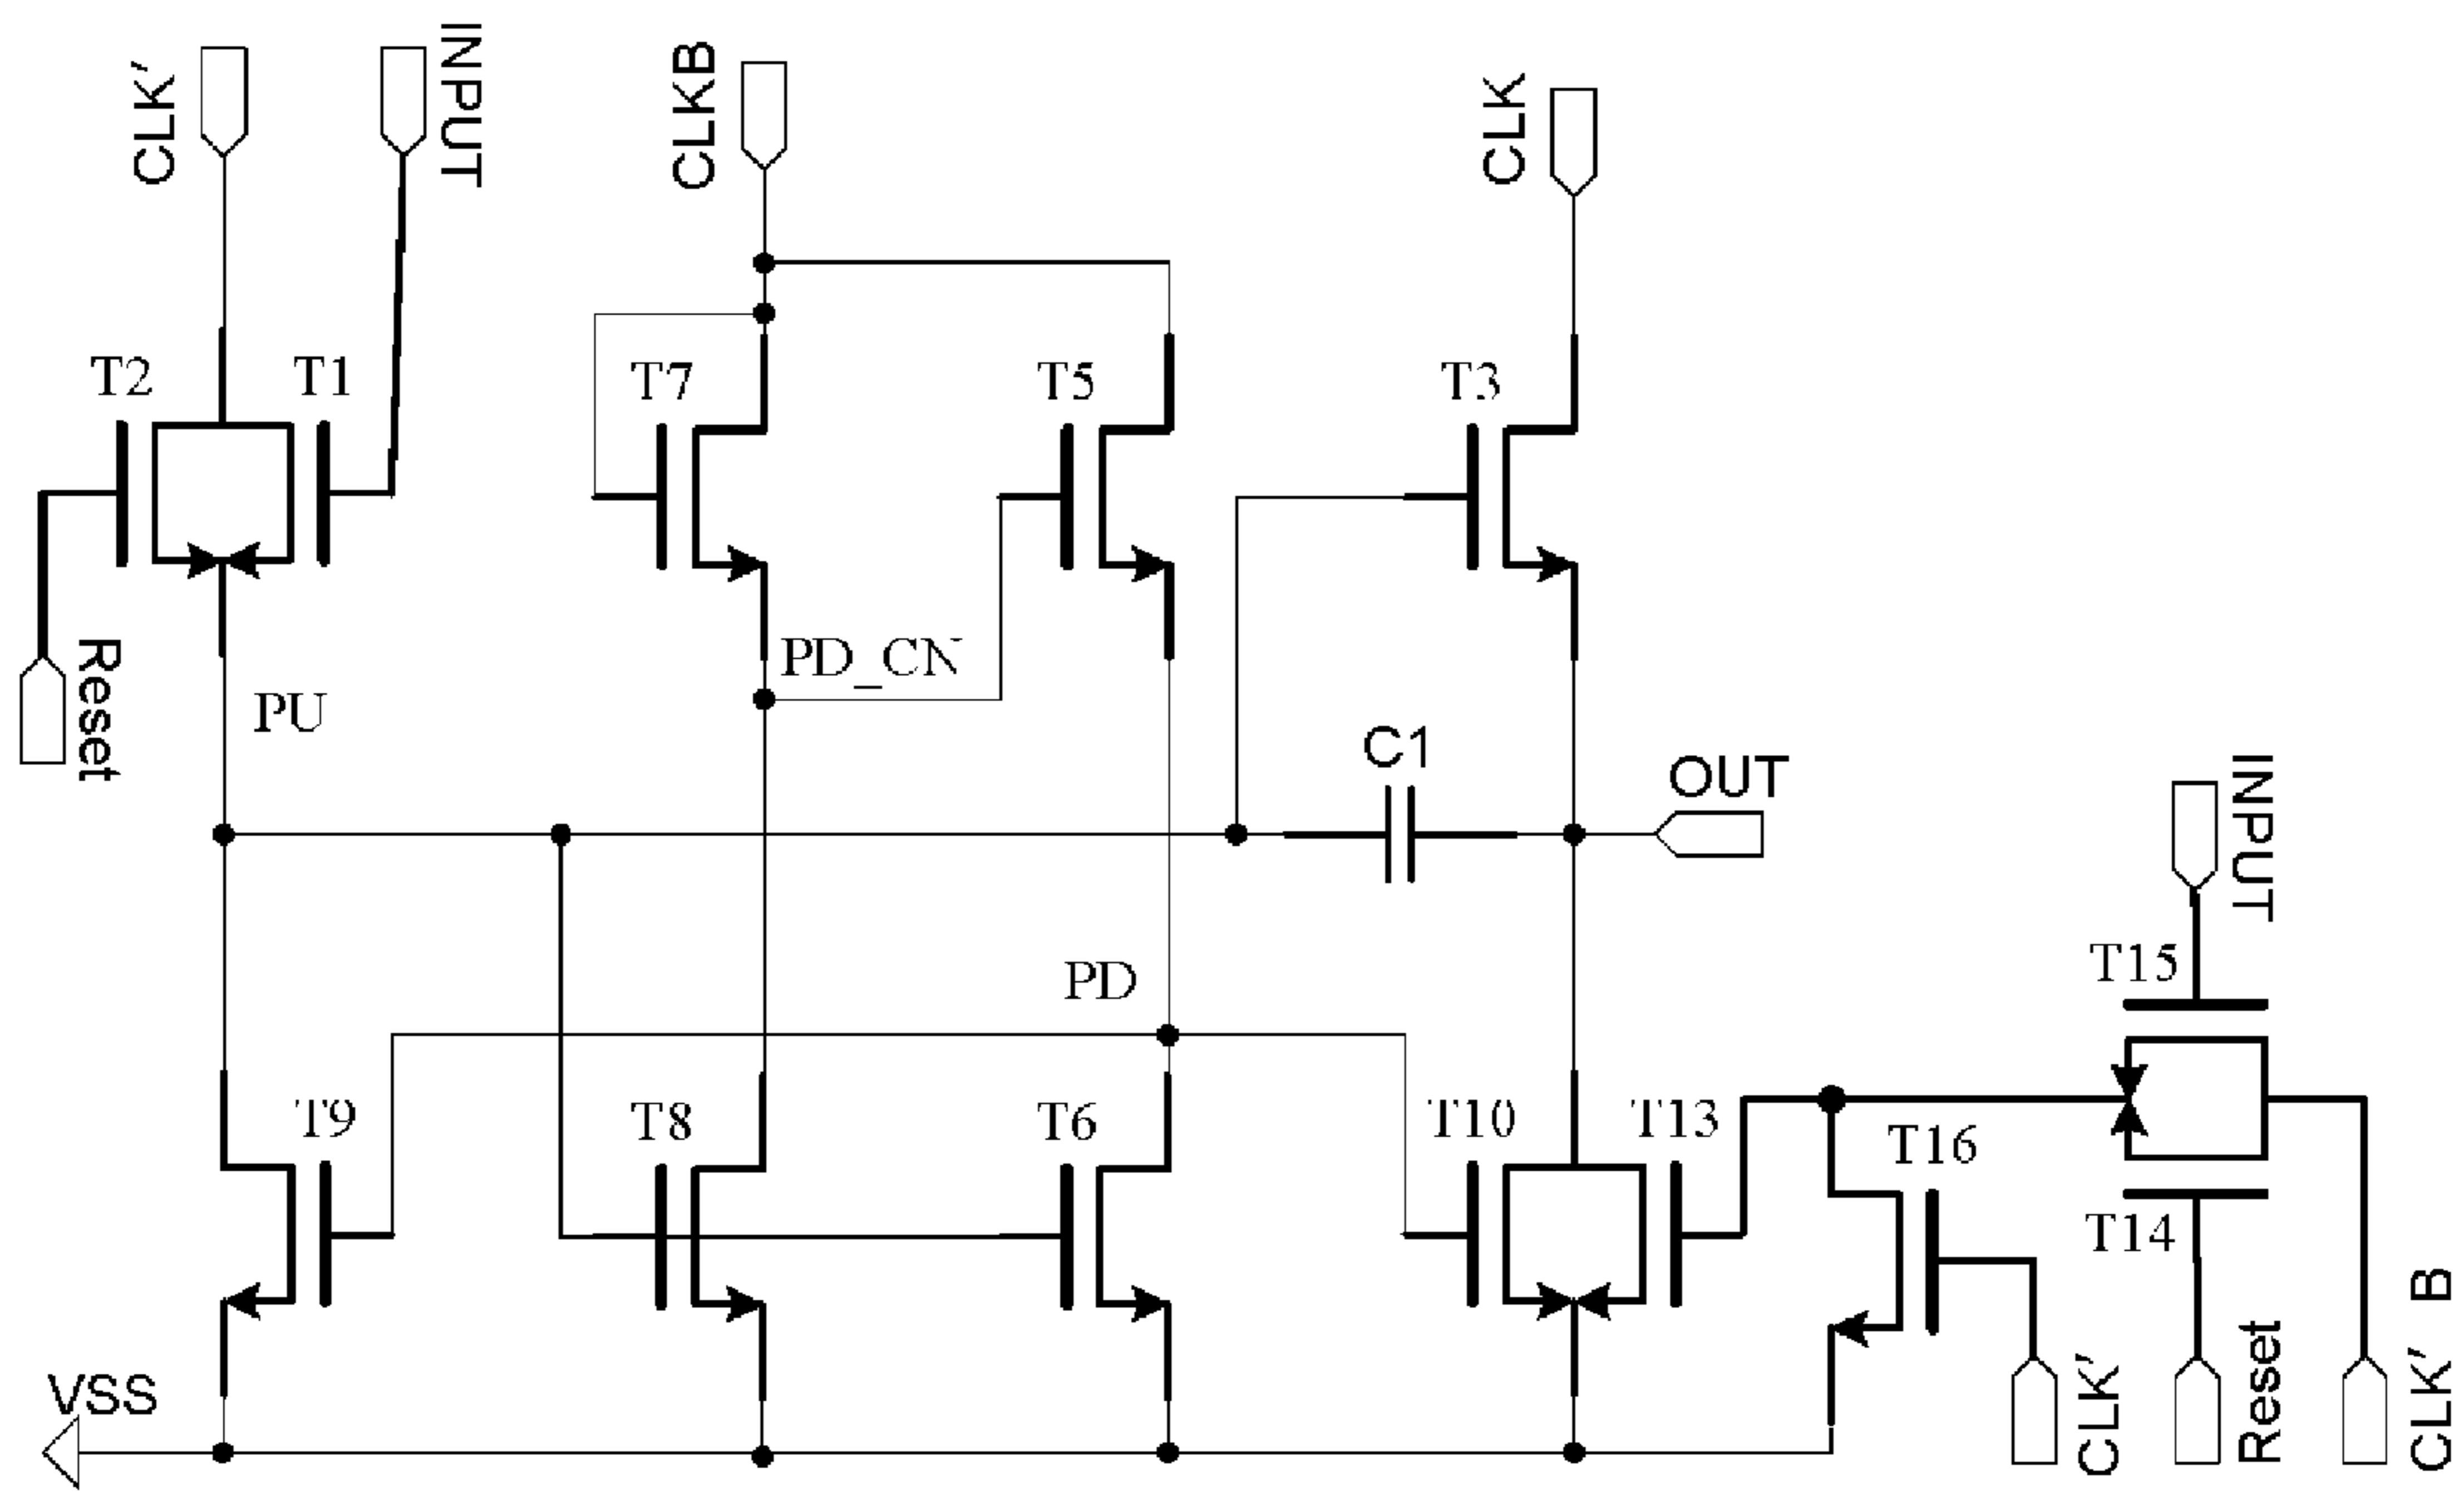 CLK′
INPUT
CLKB
CLK
T2
T1
T7
T5
T3
Reset
PU
PD_CN
C1
OUT
INPUT
PD
T15
T9
T8
T6
T10
T13
T16
T14
VSS
CLK′
Reset
CLK′ B